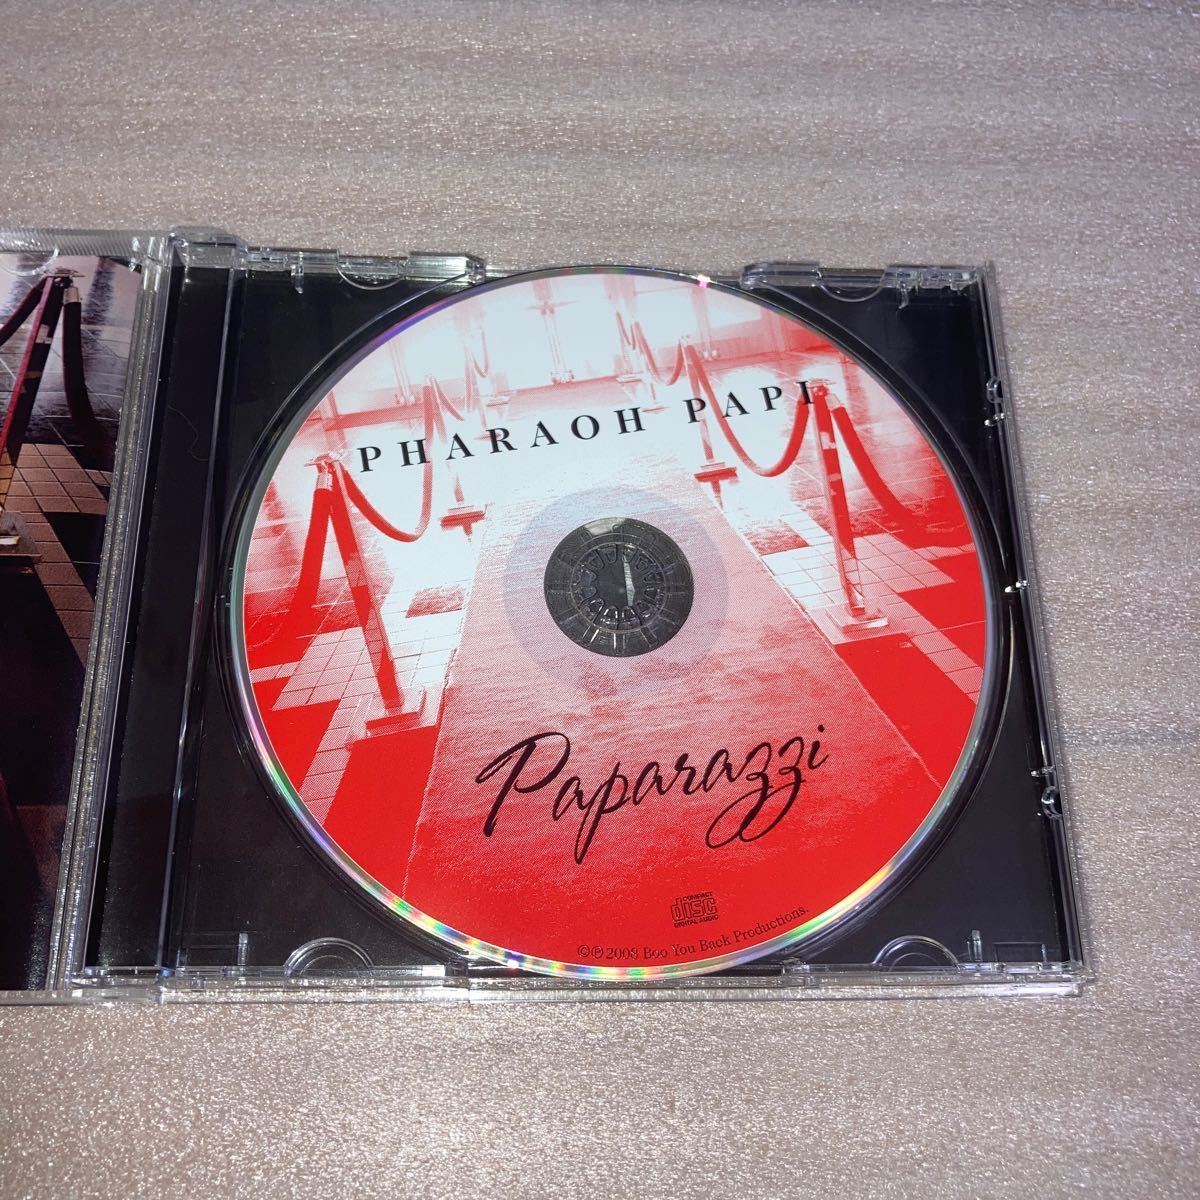 PHARAOH PAPI
Paparazzi
COMPACT
disc
DIGITAL AUDIO
©℗ 2008 Boo You Back Productions.